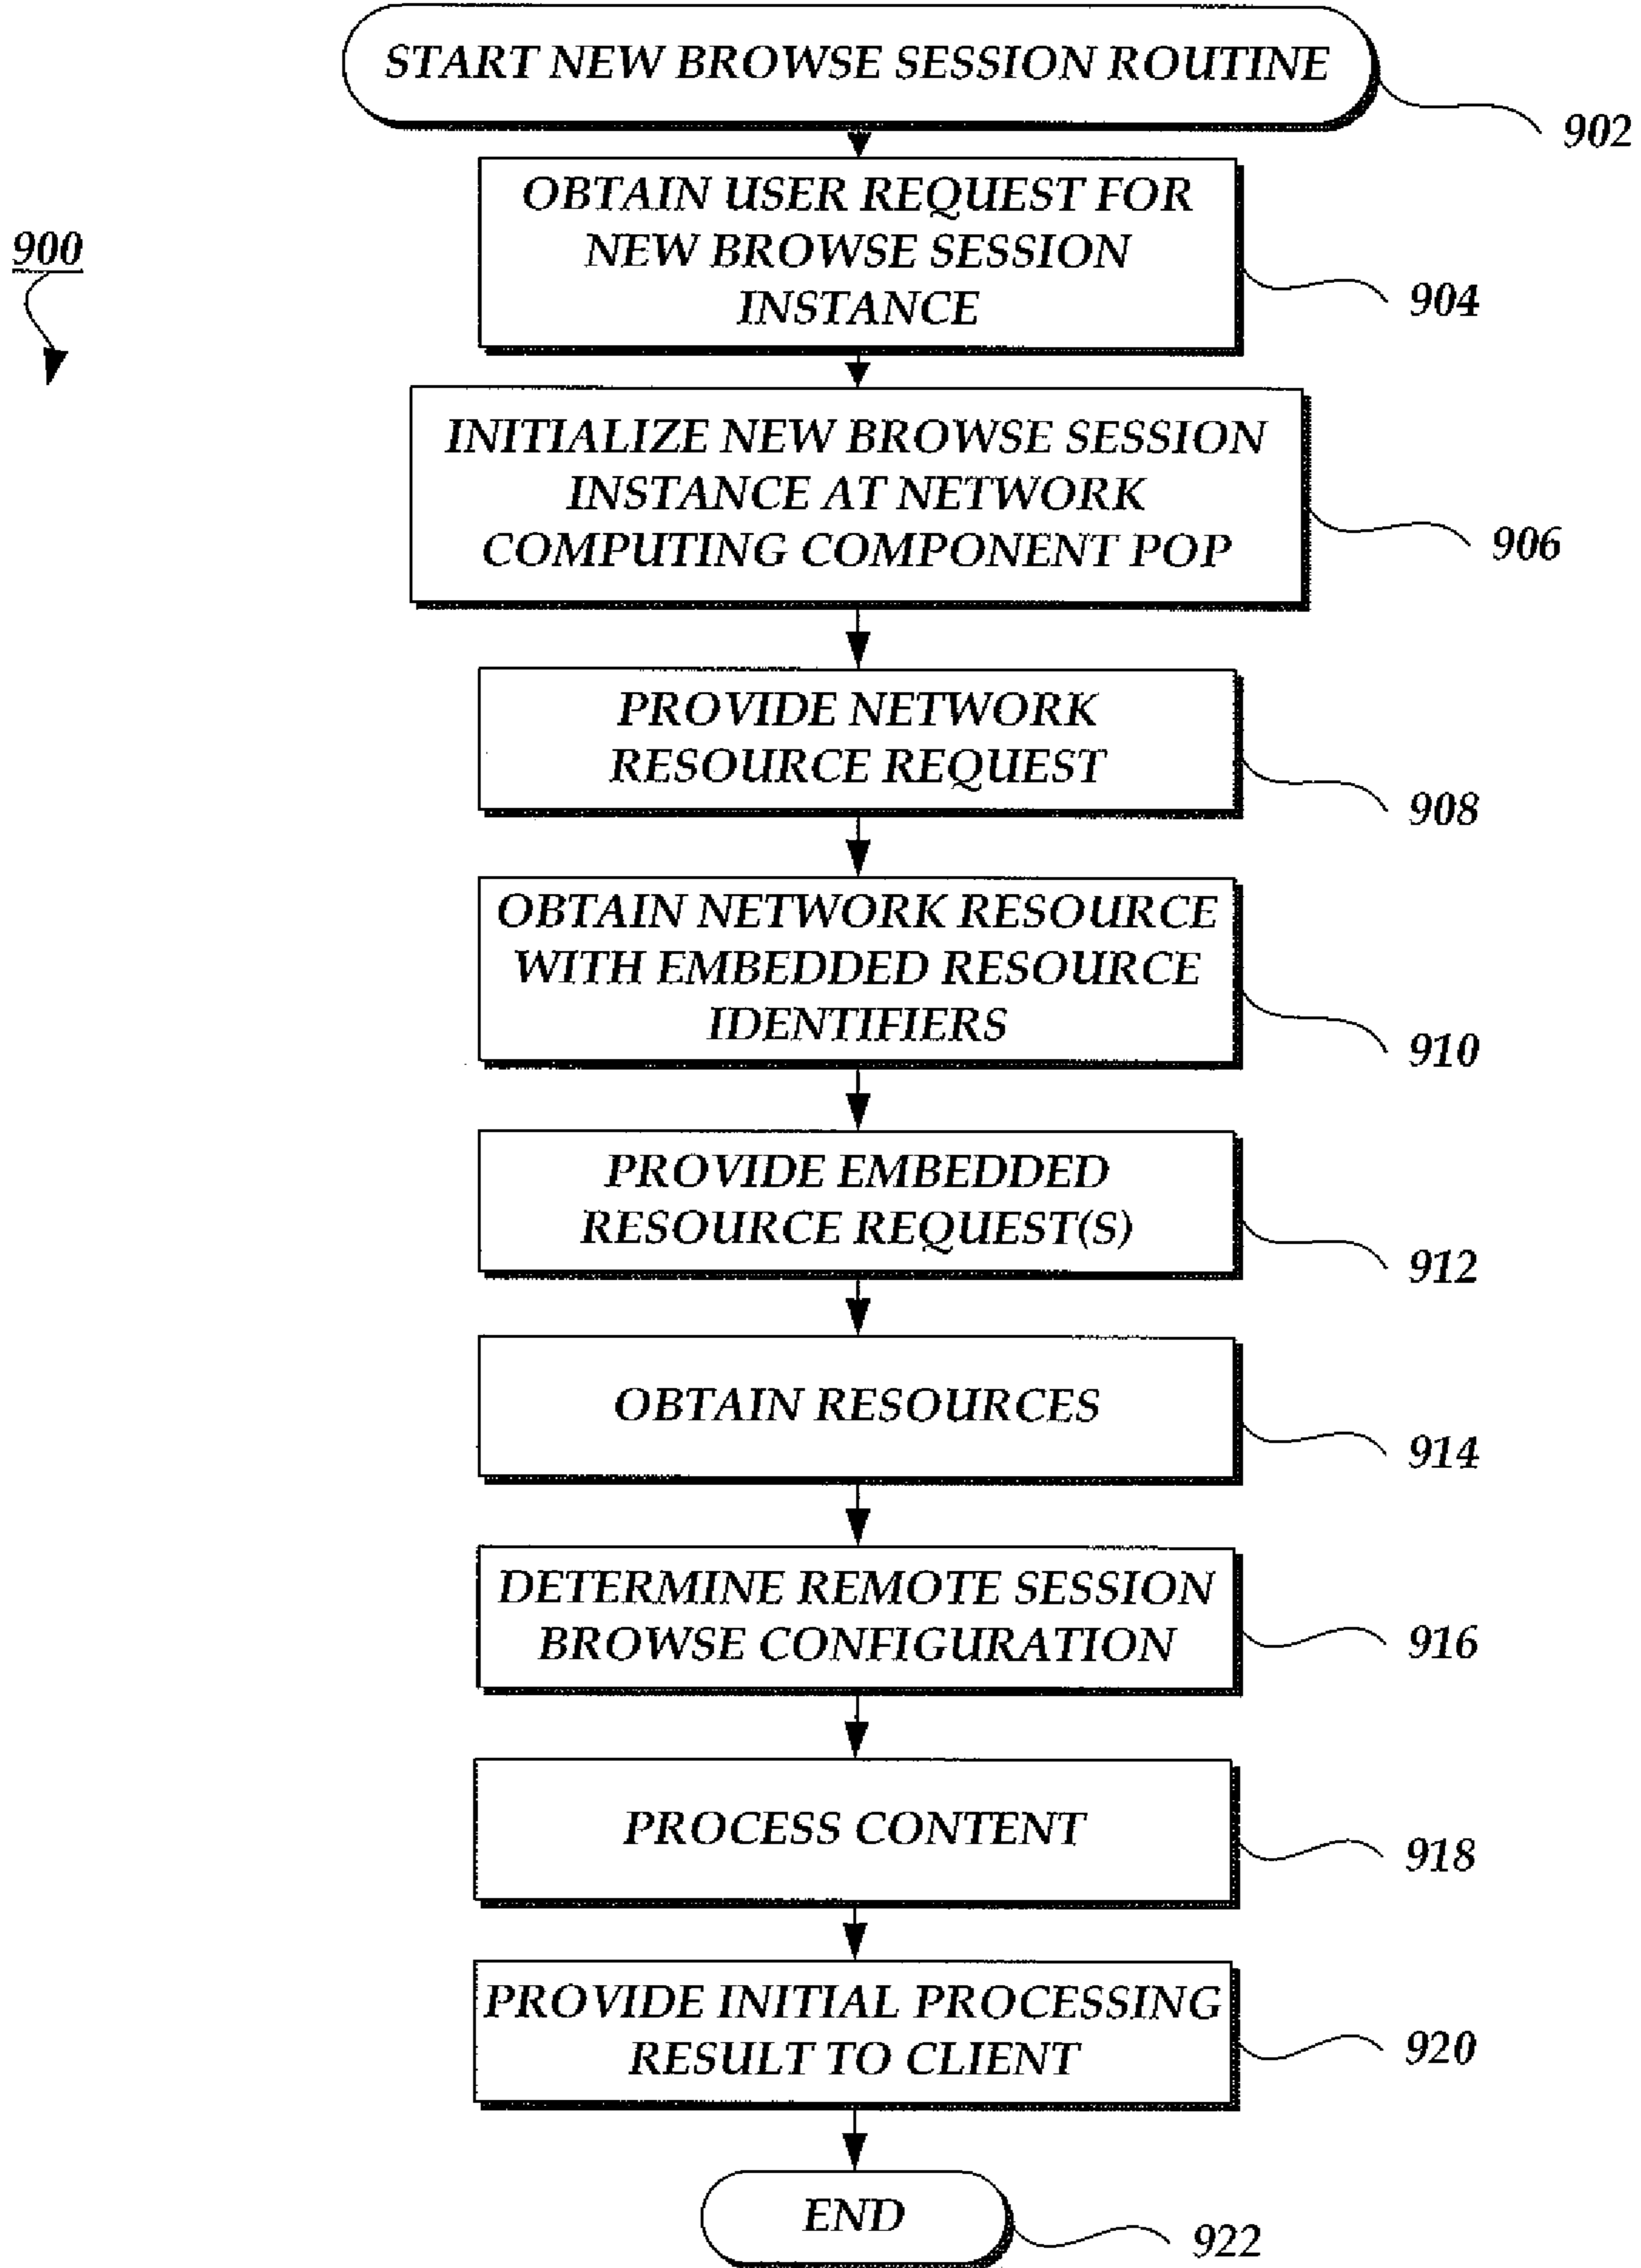 START NEW BROWSE SESSION ROUTINE
902
900
OBTAIN USER REQUEST FOR
NEW BROWSE SESSION
INSTANCE
904
INITIALIZE NEW BROWSE SESSION
INSTANCE AT NETWORK
COMPUTING COMPONENT POP
906
PROVIDE NETWORK
RESOURCE REQUEST
908
OBTAIN NETWORK RESOURCE
WITH EMBEDDED RESOURCE
IDENTIFIERS
910
PROVIDE EMBEDDED
RESOURCE REQUEST(S)
912
OBTAIN RESOURCES
914
DETERMINE REMOTE SESSION
BROWSE CONFIGURATION
916
PROCESS CONTENT
918
PROVIDE INITIAL PROCESSING
RESULT TO CLIENT
920
END
922